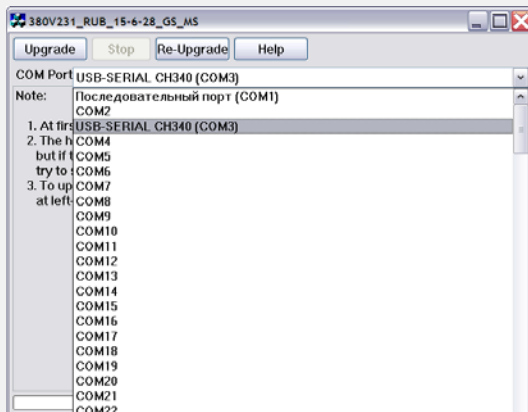 380V231_RUB_15-6-28_GS_MS
Upgrade Stop Re-Upgrade Help
COM Port USB-SERIAL CH340 (COM3)
Note: Последовательный порт (COM1)
COM2
1. At firs USB-SERIAL CH340 (COM3)
2. The h COM4
but if t COM5
try to s COM6
3. To up COM7
at left- COM8
COM9
COM10
COM11
COM12
COM13
COM14
COM15
COM16
COM17
COM18
COM19
COM20
COM21
COM22